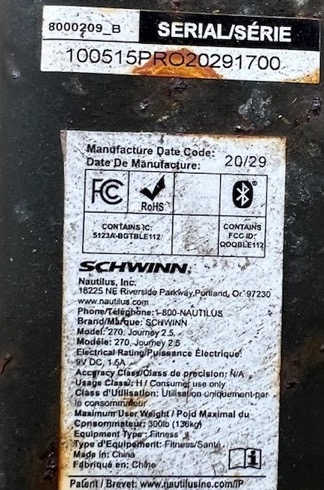 8000209_B SERIAL/SÉRIE
100515PRO20291700
Manufacture Date Code:
Date De Manufacture: 20/29
FC
RoHS
CONTAINS IC:
5123A-BGTBLE112
CONTAINS
FCC ID:
QOQBLE112
SCHWINN
Nautilus, Inc.
18225 NE Riverside Parkway,Portland, Or 97230
www.nautilus.com
Phone/Téléphone:1-800-NAUTILUS
Brand/Marque: SCHWINN
Model: 270, Journey 2.5
Modèle: 270, Journey 2.5
Electrical Rating/Puissance Électrique:
9V DC, 1.5A
Accuracy Class/Class de precision: N/A
Usage Class: H / Consumer use only
Class d'Utilisation: Utilisation uniquement par
le consommateur
Maximum User Weight / Poid Maximal du
Consommateur: 300lb (136kg)
Equipment Type: Fitness
Type d'Equipement: Fitness/Santé
Made in: China
Fabriqué en: Chine
Patent / Brevet: www.nautilusinc.com/IP